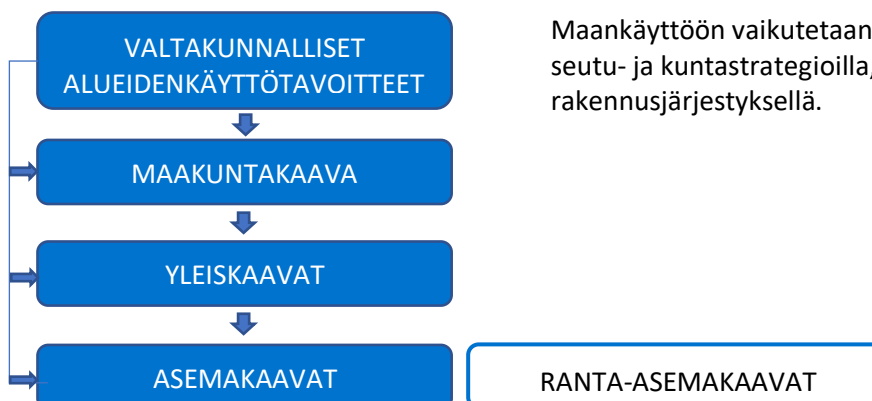 VALTAKUNNALLISET
ALUEIDENKÄYTTÖTAVOITTEET
Maankäyttöön vaikutetaan
seutu- ja kuntastrategioilla,
rakennusjärjestyksellä.
MAAKUNTAKAAVA
YLEISKAAVAT
ASEMAKAAVAT
RANTA-ASEMAKAAVAT